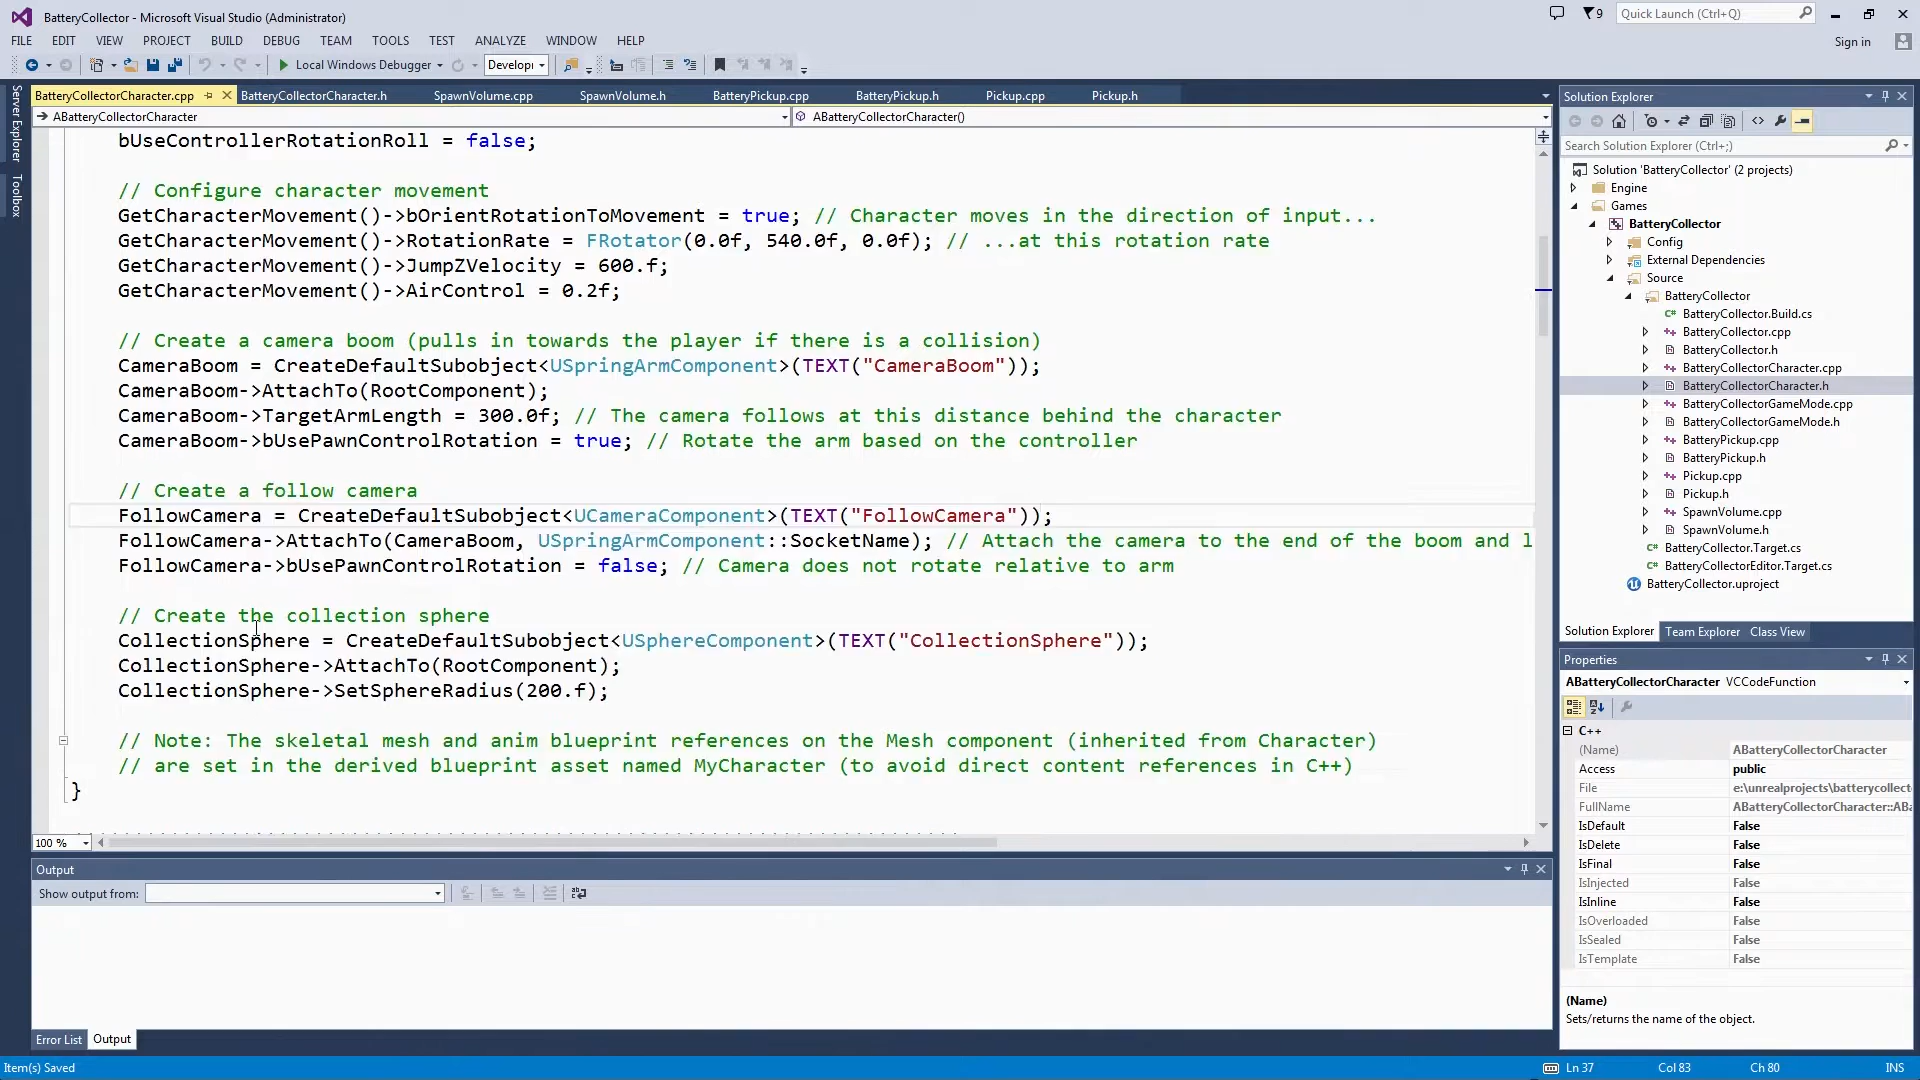 BatteryCollector - Microsoft Visual Studio (Administrator)
9
Quick Launch (Ctrl+Q)
FILE EDIT VIEW PROJECT BUILD DEBUG TEAM TOOLS TEST ANALYZE WINDOW HELP
Sign in
Local Windows Debugger
Develop
Server Explorer
Toolbox
BatteryCollectorCharacter.cpp BatteryCollectorCharacter.h SpawnVolume.cpp SpawnVolume.h BatteryPickup.cpp BatteryPickup.h Pickup.cpp Pickup.h
ABatteryCollectorCharacter ABatteryCollectorCharacter()
bUseControllerRotationRoll = false;
// Configure character movement
GetCharacterMovement()->bOrientRotationToMovement = true; // Character moves in the direction of input...
GetCharacterMovement()->RotationRate = FRotator(0.0f, 540.0f, 0.0f); // ...at this rotation rate
GetCharacterMovement()->JumpZVelocity = 600.f;
GetCharacterMovement()->AirControl = 0.2f;
// Create a camera boom (pulls in towards the player if there is a collision)
CameraBoom = CreateDefaultSubobject<USpringArmComponent>(TEXT("CameraBoom"));
CameraBoom->AttachTo(RootComponent);
CameraBoom->TargetArmLength = 300.0f; // The camera follows at this distance behind the character
CameraBoom->bUsePawnControlRotation = true; // Rotate the arm based on the controller
// Create a follow camera
FollowCamera = CreateDefaultSubobject<UCameraComponent>(TEXT("FollowCamera"));
FollowCamera->AttachTo(CameraBoom, USpringArmComponent::SocketName); // Attach the camera to the end of the boom and l
FollowCamera->bUsePawnControlRotation = false; // Camera does not rotate relative to arm
// Create the collection sphere
CollectionSphere = CreateDefaultSubobject<USphereComponent>(TEXT("CollectionSphere"));
CollectionSphere->AttachTo(RootComponent);
CollectionSphere->SetSphereRadius(200.f);
// Note: The skeletal mesh and anim blueprint references on the Mesh component (inherited from Character)
// are set in the derived blueprint asset named MyCharacter (to avoid direct content references in C++)
}
100 %
Output
Show output from:
Error List Output
Solution Explorer
Search Solution Explorer (Ctrl+;)
Solution 'BatteryCollector' (2 projects)
Engine
Games
BatteryCollector
Config
External Dependencies
Source
BatteryCollector
BatteryCollector.Build.cs
BatteryCollector.cpp
BatteryCollector.h
BatteryCollectorCharacter.cpp
BatteryCollectorCharacter.h
BatteryCollectorGameMode.cpp
BatteryCollectorGameMode.h
BatteryPickup.cpp
BatteryPickup.h
Pickup.cpp
Pickup.h
SpawnVolume.cpp
SpawnVolume.h
BatteryCollector.Target.cs
BatteryCollectorEditor.Target.cs
BatteryCollector.uproject
Solution Explorer Team Explorer Class View
Properties
ABatteryCollectorCharacter VCCodeFunction
C++
(Name) ABatteryCollectorCharacter
Access public
File e:\unrealprojects\batterycollect
FullName ABatteryCollectorCharacter::ABa
IsDefault False
IsDelete False
IsFinal False
IsInjected False
IsInline False
IsOverloaded False
IsSealed False
IsTemplate False
(Name)
Sets/returns the name of the object.
Item(s) Saved Ln 37 Col 83 Ch 80 INS